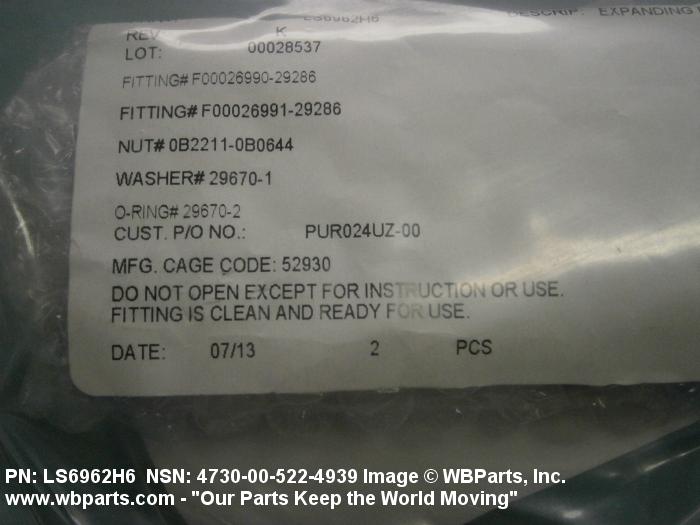 LS6962H6 DESCRIP: EXPANDING
REV K
LOT: 00028537
FITTING# F00026990-29286
FITTING# F00026991-29286
NUT# 0B2211-0B0644
WASHER# 29670-1
O-RING# 29670-2
CUST. P/O NO.: PUR024UZ-00
MFG. CAGE CODE: 52930
DO NOT OPEN EXCEPT FOR INSTRUCTION OR USE.
FITTING IS CLEAN AND READY FOR USE.
DATE: 07/13 2 PCS
PN: LS6962H6 NSN: 4730-00-522-4939 Image © WBParts, Inc.
www.wbparts.com - "Our Parts Keep the World Moving"